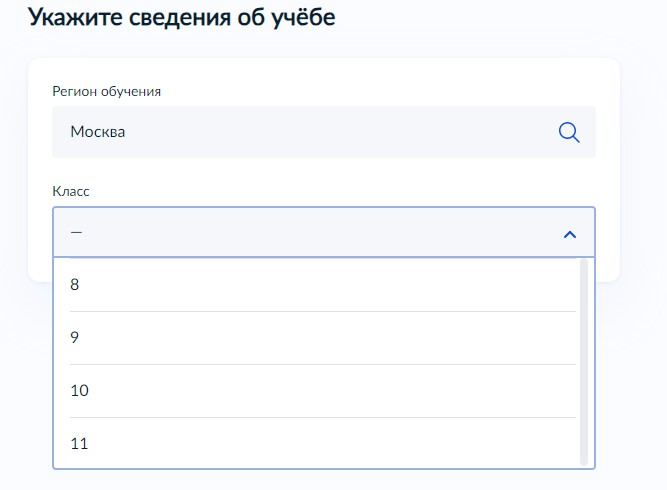 Укажите сведения об учёбе
Регион обучения
Москва
Класс
—
8
9
10
11